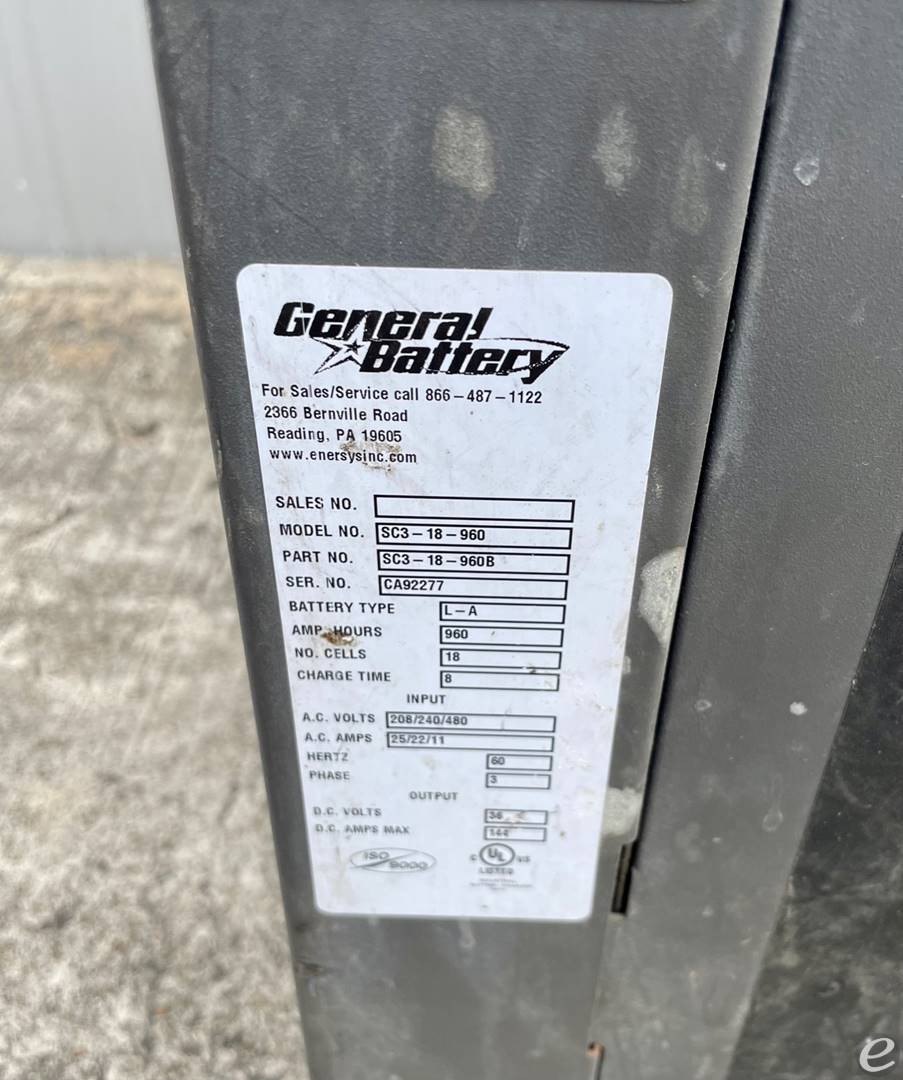 General
Battery
For Sales/Service call 866-487-1122
2366 Bernville Road
Reading, PA 19605
www.enersysinc.com
SALES NO.
MODEL NO. SC3-18-960
PART NO. SC3-18-960B
SER. NO. CA92277
BATTERY TYPE L-A
AMP HOURS 960
NO. CELLS 18
CHARGE TIME 8
INPUT
A.C. VOLTS 208/240/480
A.C. AMPS 25/22/11
HERTZ 60
PHASE 3
OUTPUT
D.C. VOLTS 36
D.C. AMPS MAX 144
ISO 9000
C UL US
LISTED
e